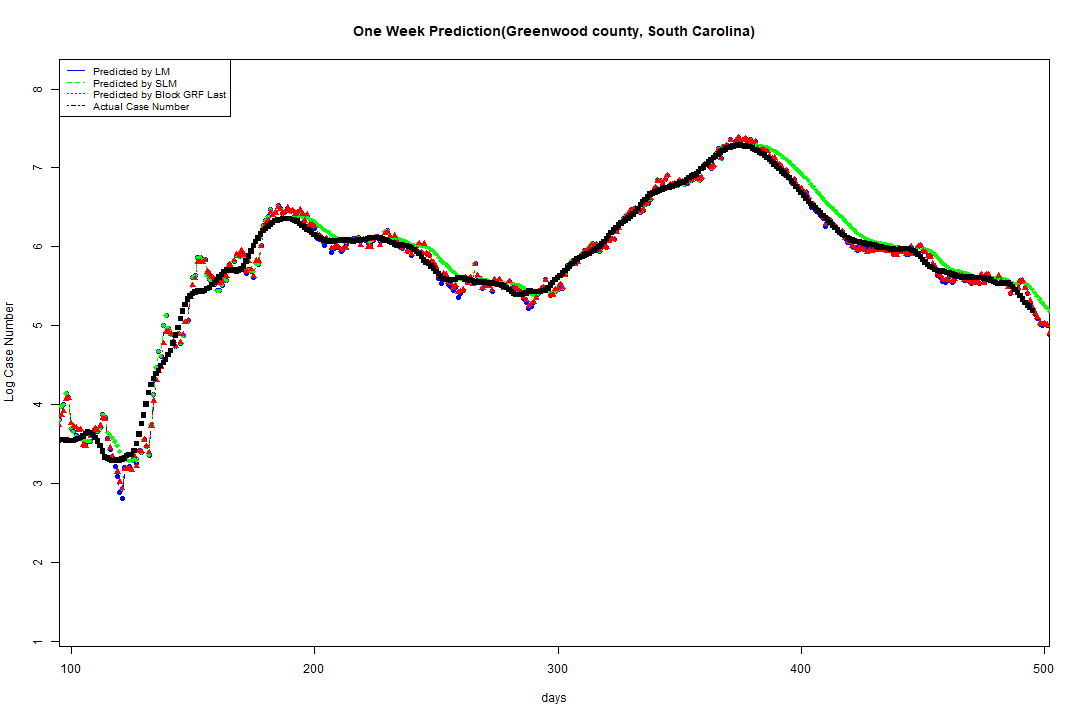 One Week Prediction(Greenwood county, South Carolina)
Predicted by LM
Predicted by SLM
Predicted by Block GRF Last
Actual Case Number
8
7
6
5
4
3
2
1
Log Case Number
100 200 300 400 500
days